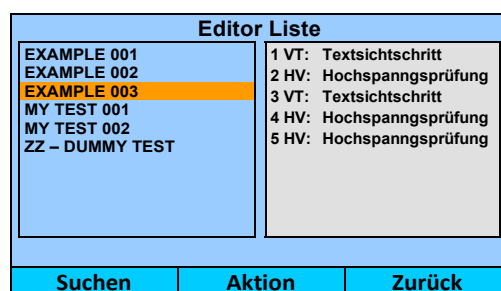 Editor Liste
EXAMPLE 001
EXAMPLE 002
EXAMPLE 003
MY TEST 001
MY TEST 002
ZZ – DUMMY TEST
1 VT: Textsichtschritt
2 HV: Hochspanngsprüfung
3 VT: Textsichtschritt
4 HV: Hochspanngsprüfung
5 HV: Hochspanngsprüfung
Suchen Aktion Zurück